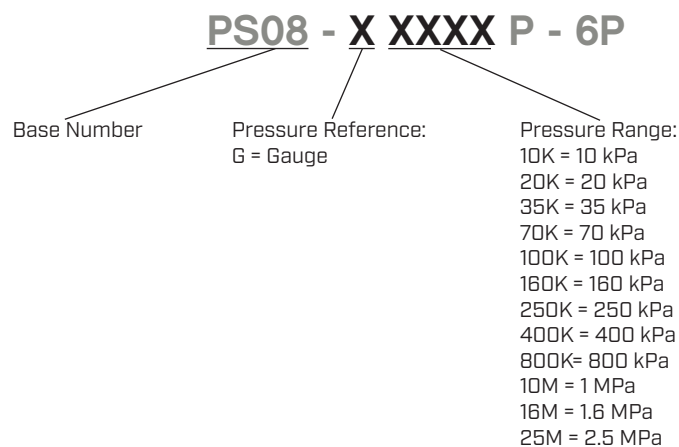 PS08 - X XXXX P - 6P
Base Number
Pressure Reference:
G = Gauge
Pressure Range:
10K = 10 kPa
20K = 20 kPa
35K = 35 kPa
70K = 70 kPa
100K = 100 kPa
160K = 160 kPa
250K = 250 kPa
400K = 400 kPa
800K= 800 kPa
10M = 1 MPa
16M = 1.6 MPa
25M = 2.5 MPa